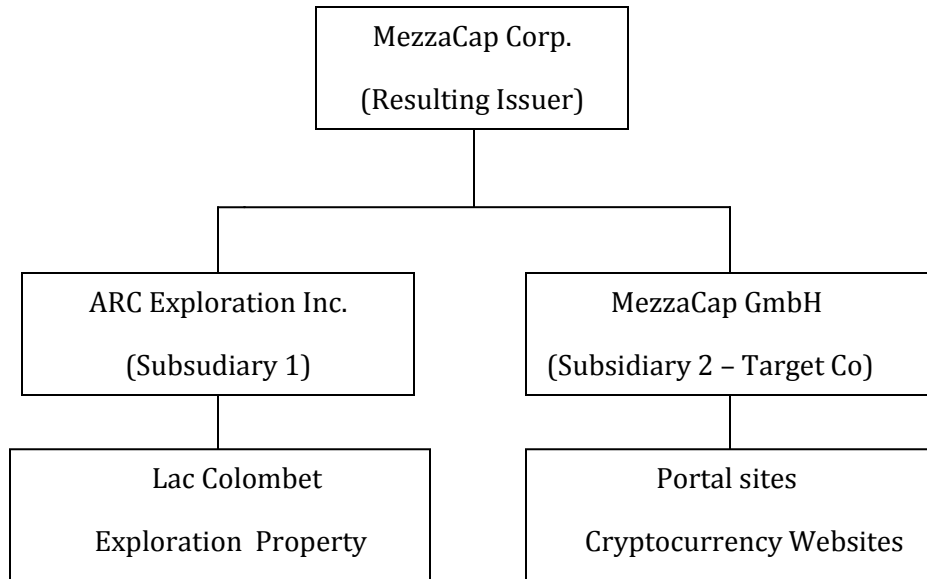 MezzaCap Corp.
(Resulting Issuer)
ARC Exploration Inc.
(Subsudiary 1)
MezzaCap GmbH
(Subsidiary 2 – Target Co)
Lac Colombet
Exploration Property
Portal sites
Cryptocurrency Websites